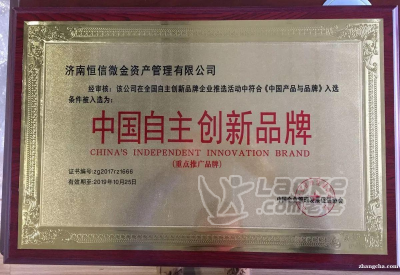 济南恒信微金资产管理有限公司
经审核：该公司在全国自主创新品牌企业推选活动中符合《中国产品与品牌》入选
条件被入选为：
中国自主创新品牌
CHINA'S INDEPENDENT INNOVATION BRAND
(重点推广品牌)
证书编号:zg2017rz1668
有效期至:2019年10月25日
zhangcha.com